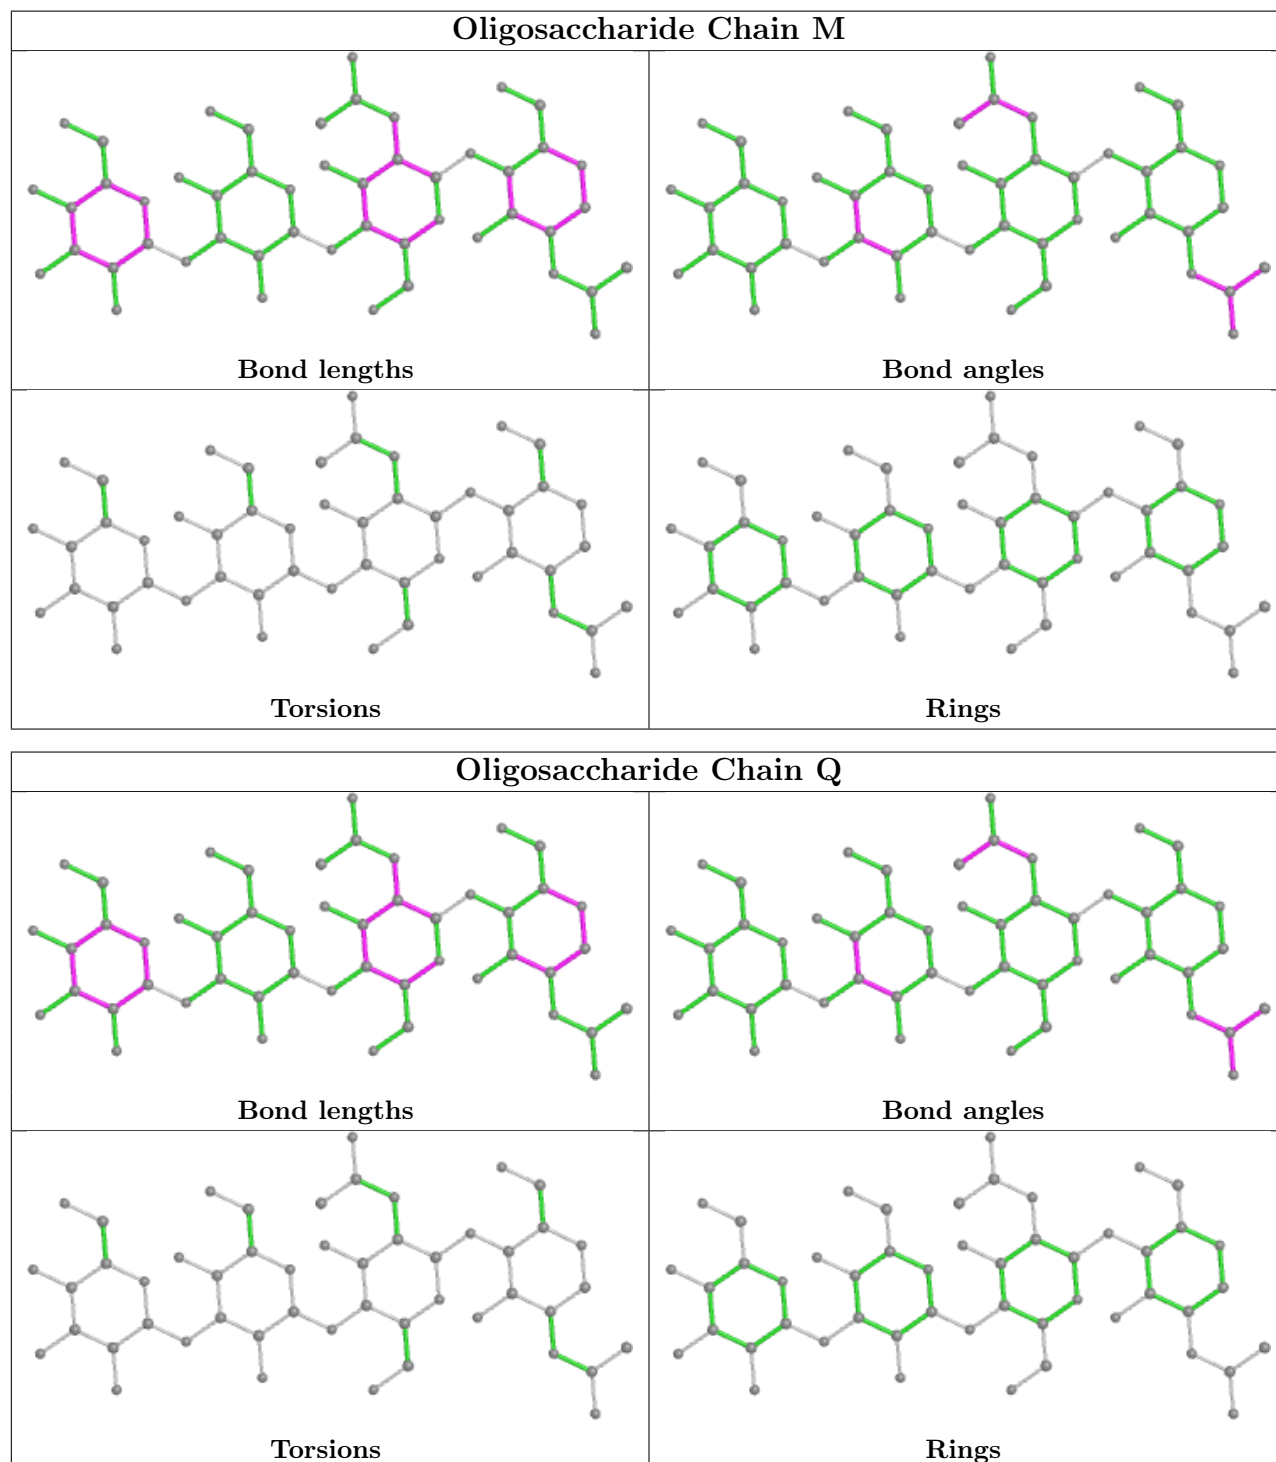 Oligosaccharide Chain M
Bond lengths
Bond angles
Torsions
Rings
Oligosaccharide Chain Q
Bond lengths
Bond angles
Torsions
Rings